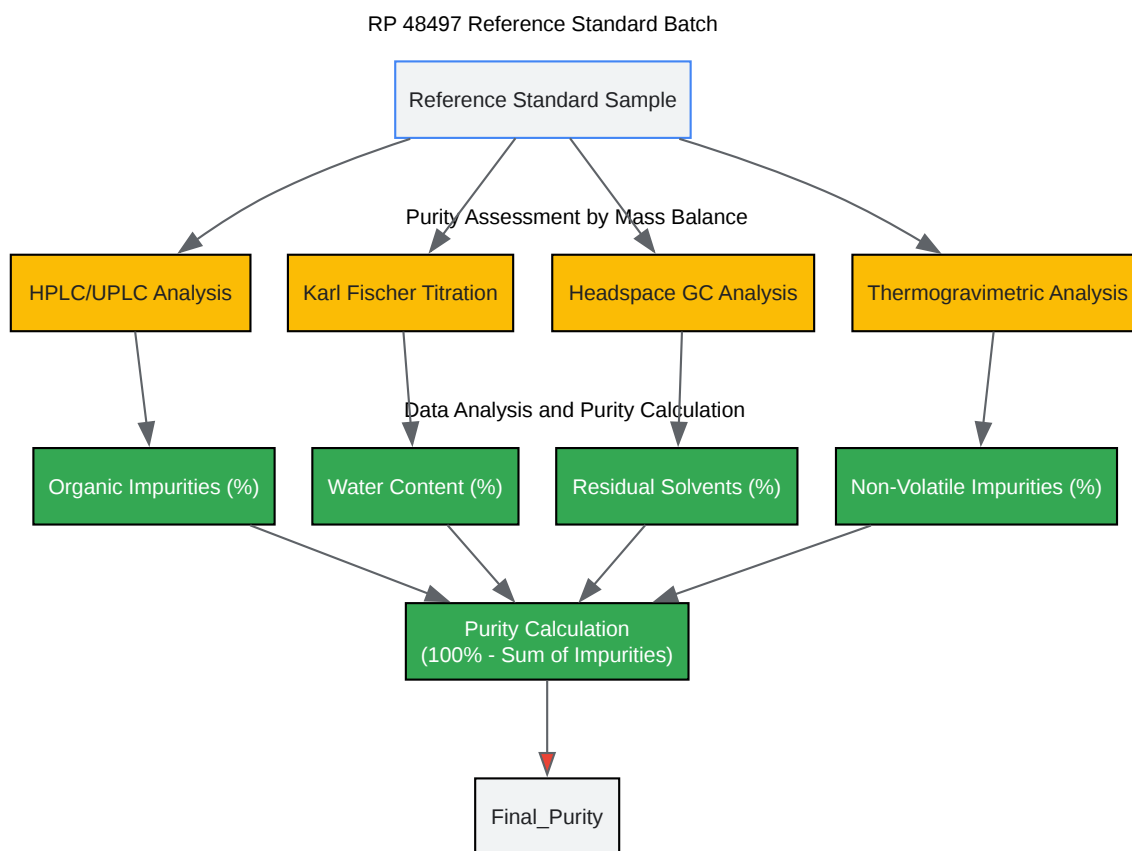 RP 48497 Reference Standard Batch
Reference Standard Sample
Purity Assessment by Mass Balance
HPLC/UPLC Analysis
Karl Fischer Titration
Headspace GC Analysis
Thermogravimetric Analysis
Data Analysis and Purity Calculation
Organic Impurities (%)
Water Content (%)
Residual Solvents (%)
Non-Volatile Impurities (%)
Purity Calculation
(100% - Sum of Impurities)
Final_Purity